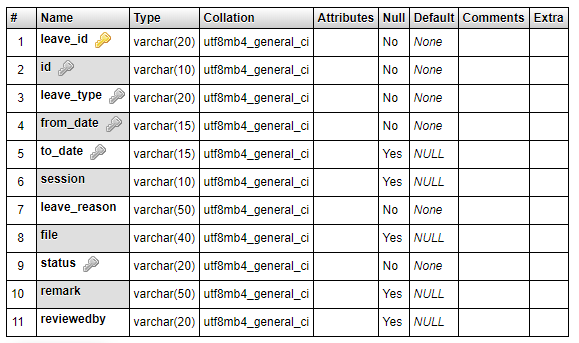 # Name Type Collation Attributes Null Default Comments Extra
1 leave_id varchar(20) utf8mb4_general_ci No None
2 id varchar(10) utf8mb4_general_ci No None
3 leave_type varchar(20) utf8mb4_general_ci No None
4 from_date varchar(15) utf8mb4_general_ci No None
5 to_date varchar(15) utf8mb4_general_ci Yes NULL
6 session varchar(10) utf8mb4_general_ci Yes NULL
7 leave_reason varchar(50) utf8mb4_general_ci No None
8 file varchar(40) utf8mb4_general_ci Yes NULL
9 status varchar(20) utf8mb4_general_ci No None
10 remark varchar(50) utf8mb4_general_ci Yes NULL
11 reviewedby varchar(20) utf8mb4_general_ci Yes NULL